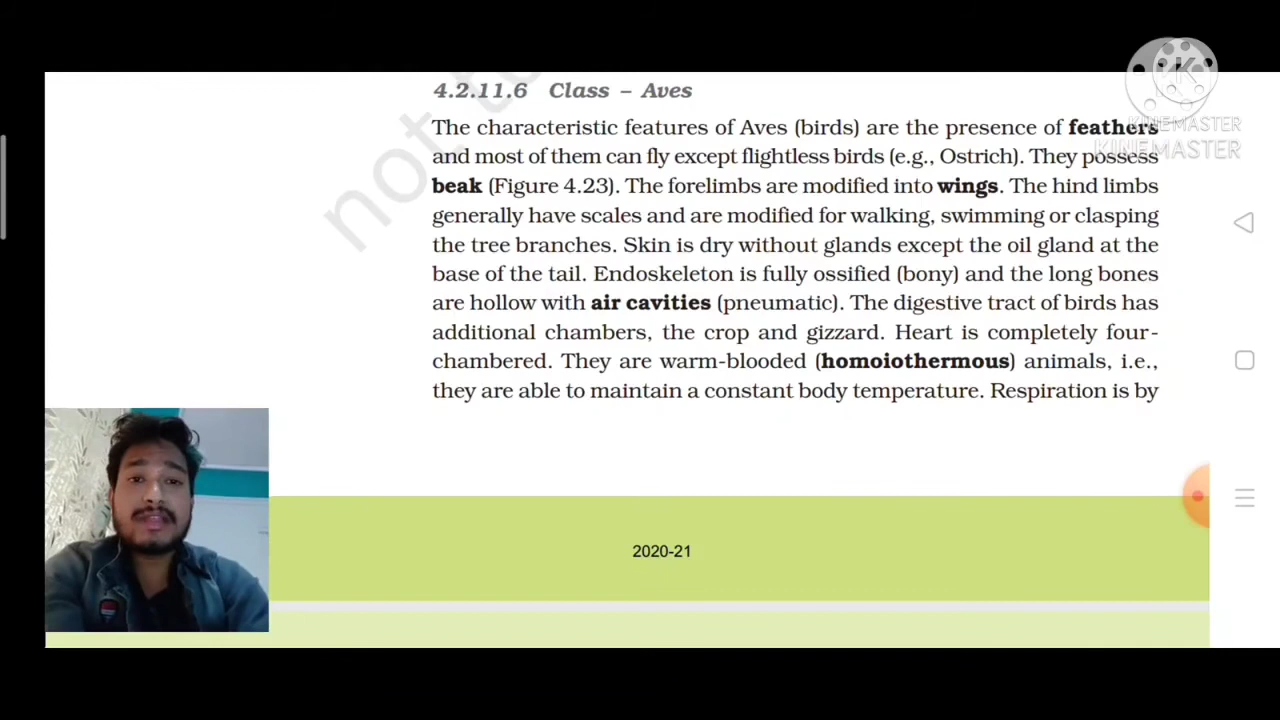 4.2.11.6 Class – Aves
The characteristic features of Aves (birds) are the presence of feathers
and most of them can fly except flightless birds (e.g., Ostrich). They possess
beak (Figure 4.23). The forelimbs are modified into wings. The hind limbs
generally have scales and are modified for walking, swimming or clasping
the tree branches. Skin is dry without glands except the oil gland at the
base of the tail. Endoskeleton is fully ossified (bony) and the long bones
are hollow with air cavities (pneumatic). The digestive tract of birds has
additional chambers, the crop and gizzard. Heart is completely four-
chambered. They are warm-blooded (homoiothermous) animals, i.e.,
they are able to maintain a constant body temperature. Respiration is by
2020-21
not
KINEMASTER
KINEMASTER